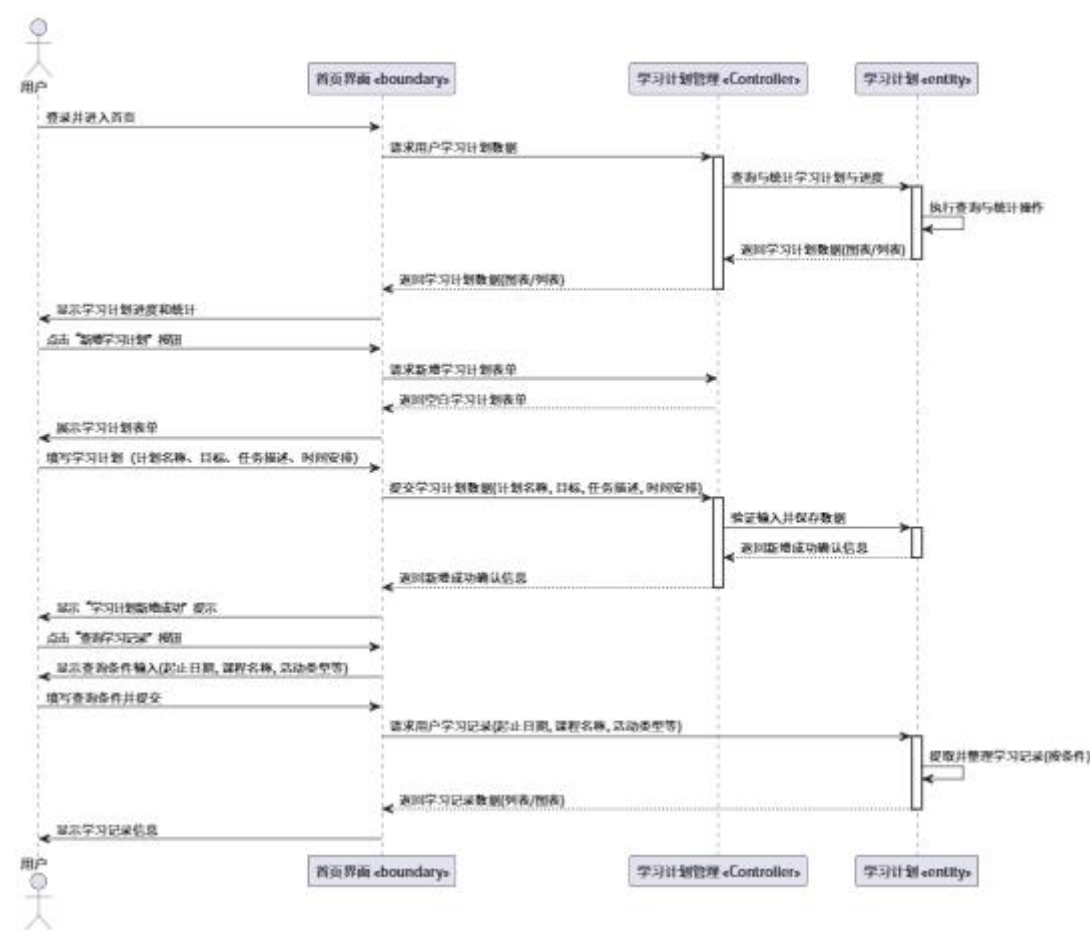 用户
首页界面 «boundary»
学习计划管理 «Controller»
学习计划 «entity»
登录并进入首页
请求用户学习计划数据
查询与统计学习计划与进度
执行查询与统计操作
返回学习计划数据(图表/列表)
返回学习计划数据(图表/列表)
显示学习计划进度和统计
点击“新增学习计划”按钮
请求新增学习计划表单
返回空白学习计划表单
展示学习计划表单
填写学习计划（计划名称、目标、任务描述、时间安排)
提交学习计划数据(计划名称, 目标, 任务描述, 时间安排)
验证输入并保存数据
返回新增成功确认信息
返回新增成功确认信息
显示“学习计划新增成功”提示
点击“查询学习记录”按钮
显示查询条件输入(起止日期, 课程名称, 活动类型等)
填写查询条件并提交
请求用户学习记录(起止日期, 课程名称, 活动类型等)
提取并整理学习记录(按条件)
返回学习记录数据(列表/图表)
显示学习记录信息
用户
首页界面 «boundary»
学习计划管理 «Controller»
学习计划 «entity»